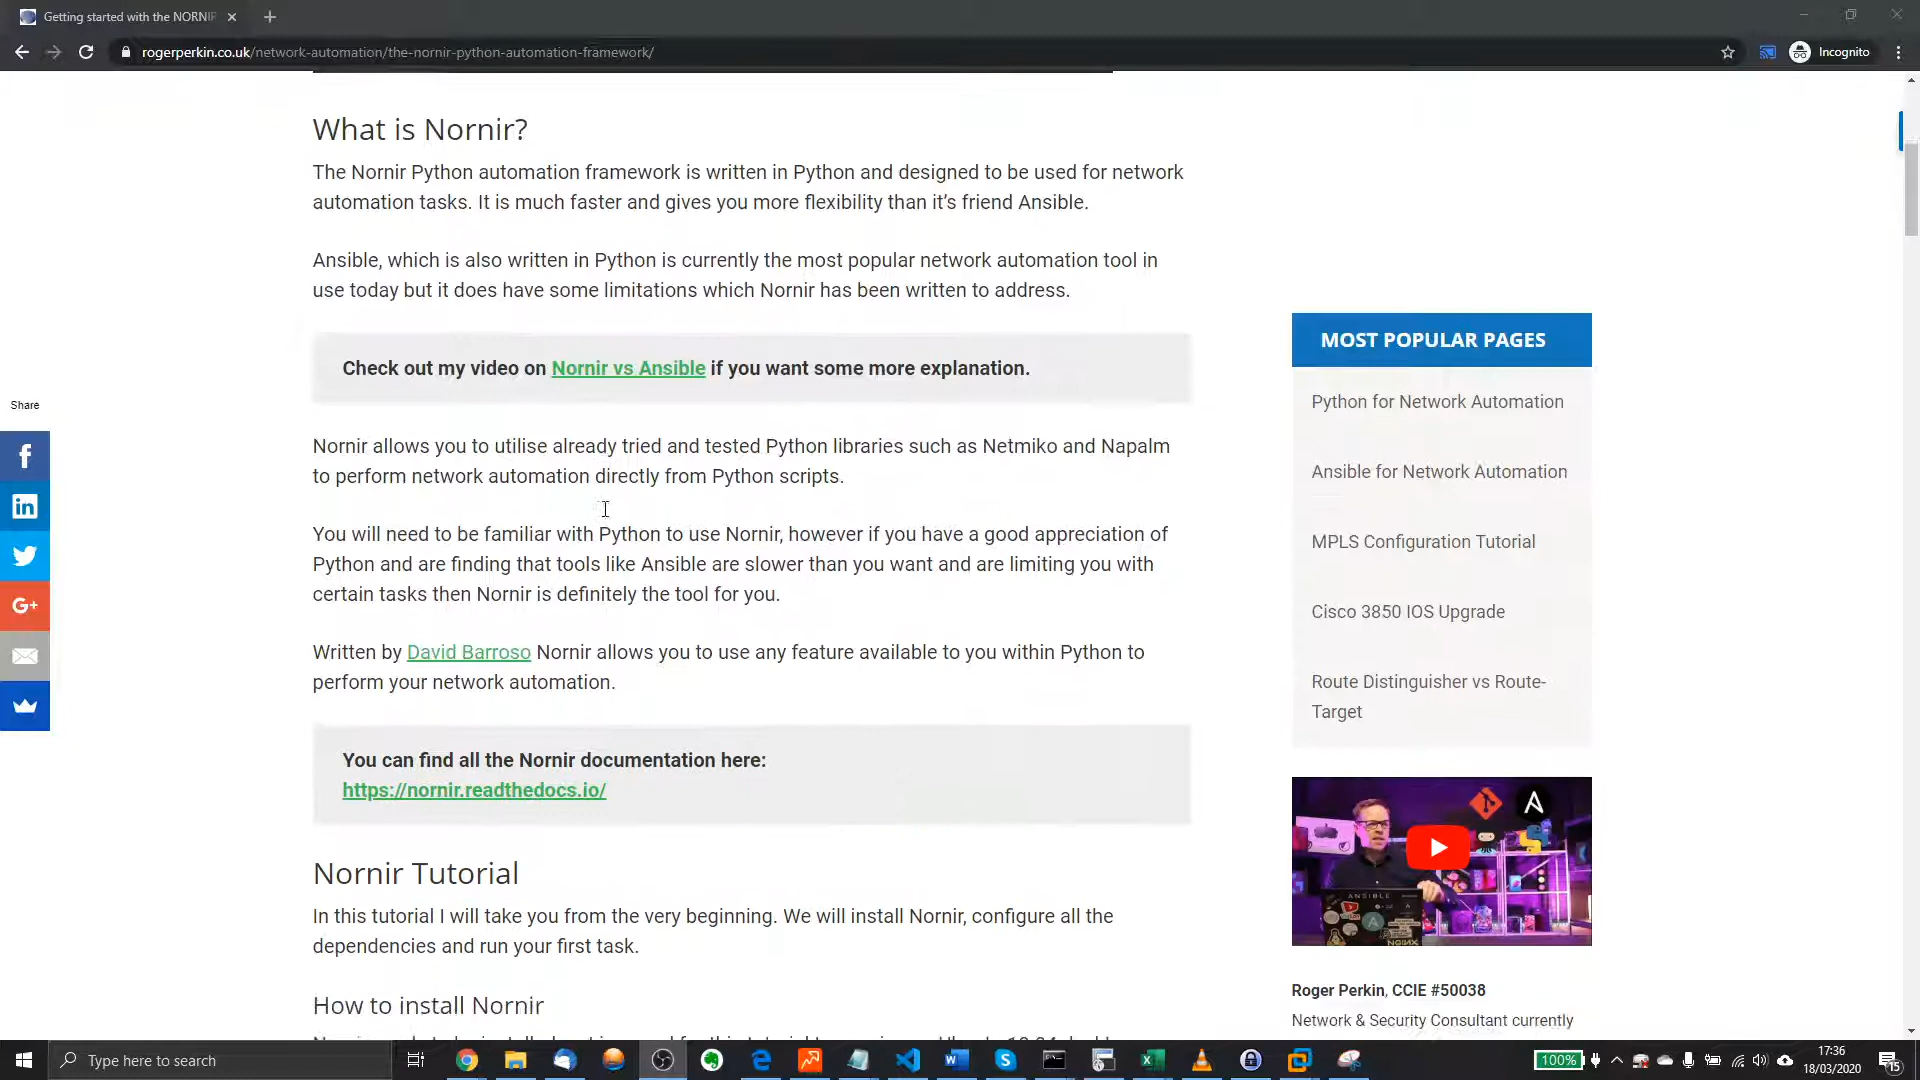 Getting started with the NORNIR
rogerperkin.co.uk/network-automation/the-nornir-python-automation-framework/
Incognito
What is Nornir?
The Nornir Python automation framework is written in Python and designed to be used for network
automation tasks. It is much faster and gives you more flexibility than it's friend Ansible.
Ansible, which is also written in Python is currently the most popular network automation tool in
use today but it does have some limitations which Nornir has been written to address.
Check out my video on Nornir vs Ansible if you want some more explanation.
Share
Nornir allows you to utilise already tried and tested Python libraries such as Netmiko and Napalm
to perform network automation directly from Python scripts.
You will need to be familiar with Python to use Nornir, however if you have a good appreciation of
Python and are finding that tools like Ansible are slower than you want and are limiting you with
certain tasks then Nornir is definitely the tool for you.
Written by David Barroso Nornir allows you to use any feature available to you within Python to
perform your network automation.
You can find all the Nornir documentation here:
https://nornir.readthedocs.io/
Nornir Tutorial
In this tutorial I will take you from the very beginning. We will install Nornir, configure all the
dependencies and run your first task.
How to install Nornir
MOST POPULAR PAGES
Python for Network Automation
Ansible for Network Automation
MPLS Configuration Tutorial
Cisco 3850 IOS Upgrade
Route Distinguisher vs Route-
Target
ANSIBLE
NGINX
Roger Perkin, CCIE #50038
Network & Security Consultant currently
Type here to search
100%
17:36
18/03/2020
15